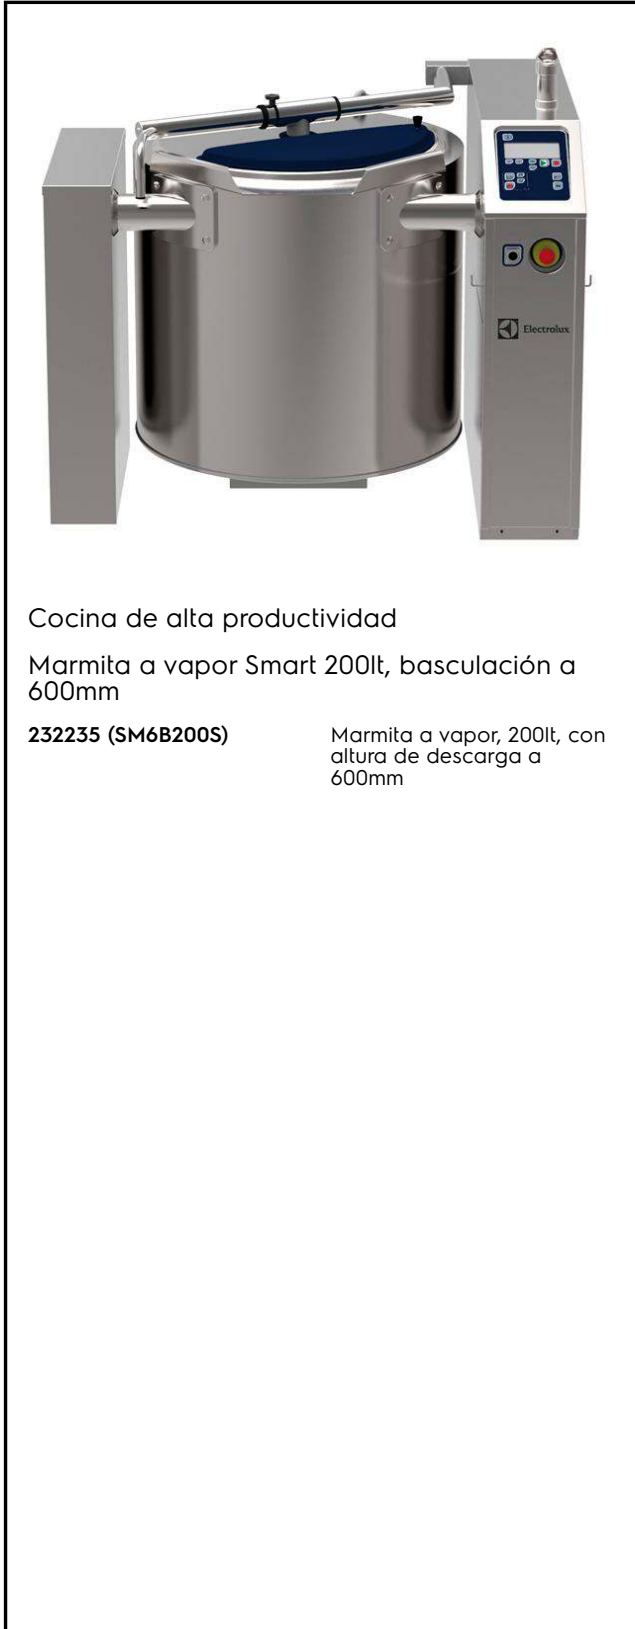 Electrolux
Cocina de alta productividad
Marmita a vapor Smart 200lt, basculación a
600mm
232235 (SM6B200S)
Marmita a vapor, 200lt, con
altura de descarga a
600mm